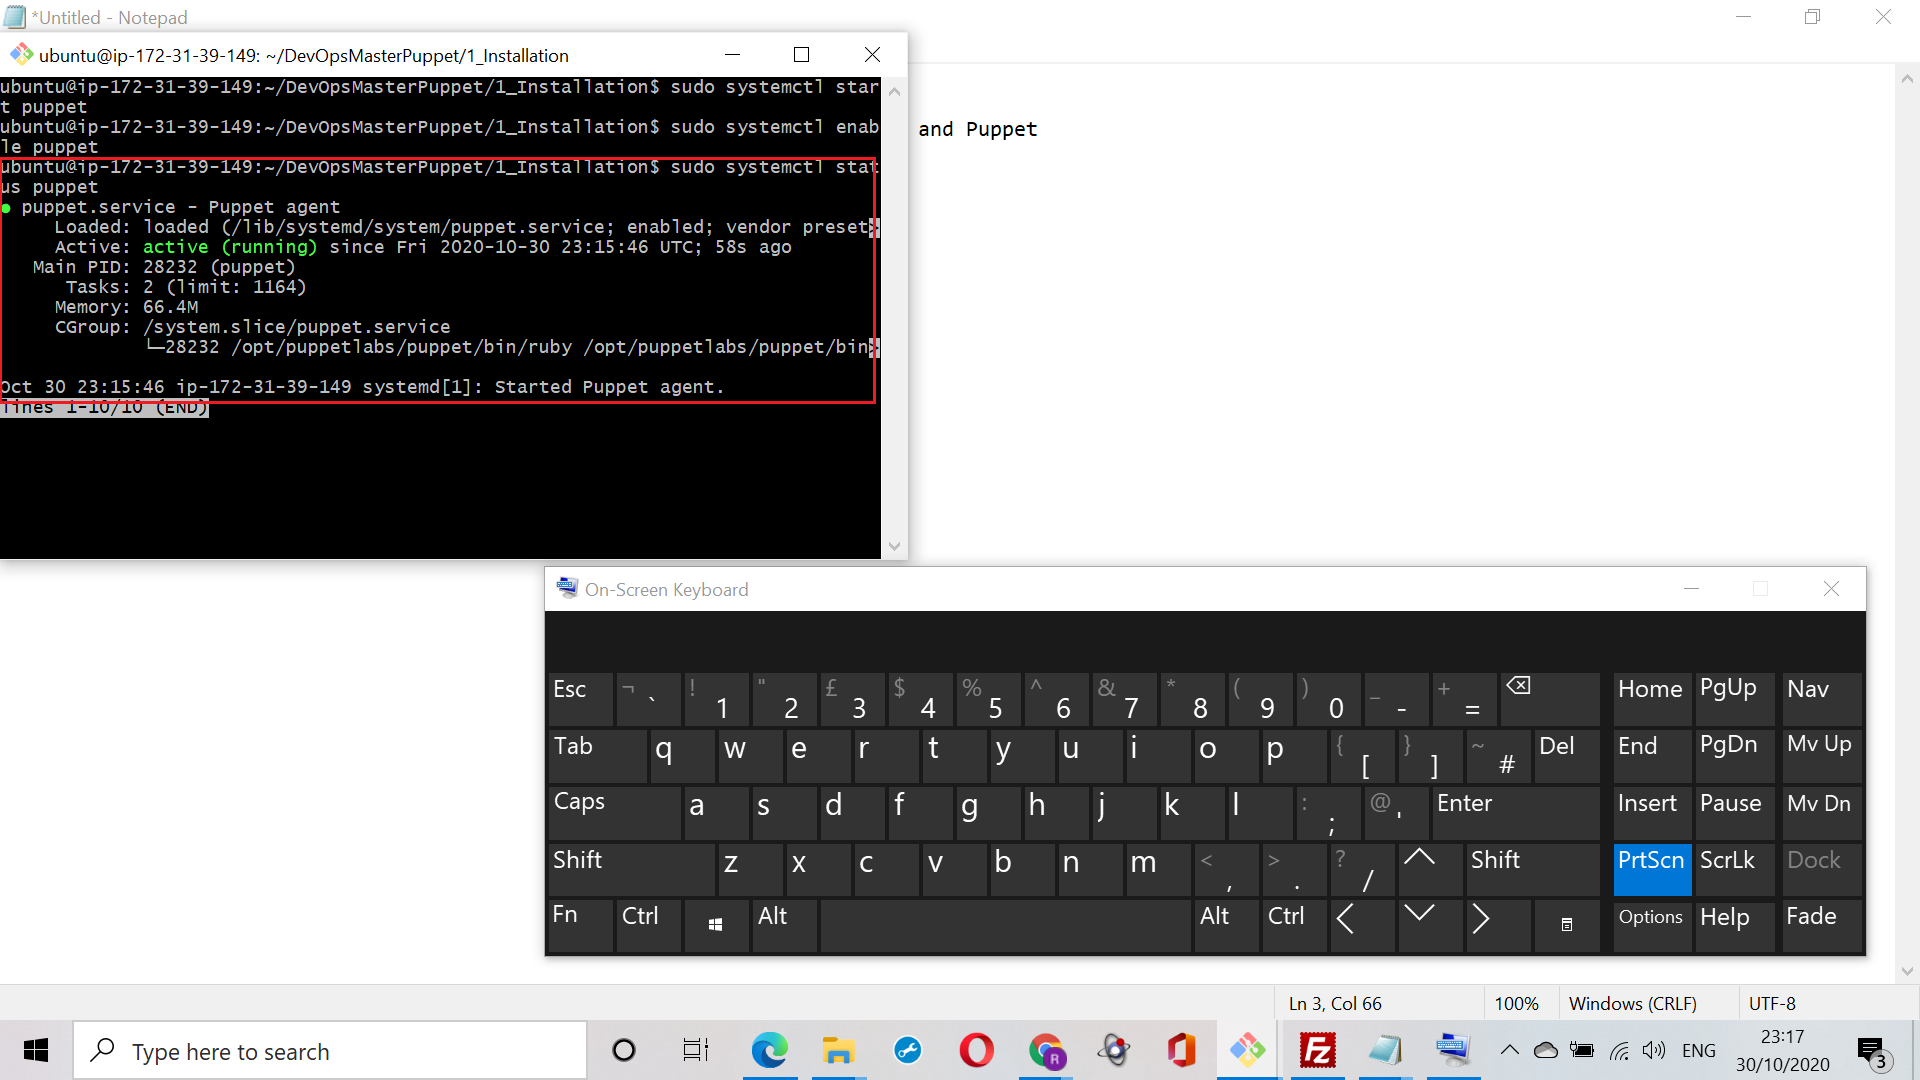 *Untitled - Notepad
ubuntu@ip-172-31-39-149: ~/DevOpsMasterPuppet/1_Installation
ubuntu@ip-172-31-39-149:~/DevOpsMasterPuppet/1_Installation$ sudo systemctl star
t puppet
ubuntu@ip-172-31-39-149:~/DevOpsMasterPuppet/1_Installation$ sudo systemctl enab
le puppet
ubuntu@ip-172-31-39-149:~/DevOpsMasterPuppet/1_Installation$ sudo systemctl stat
us puppet
● puppet.service - Puppet agent
Loaded: loaded (/lib/systemd/system/puppet.service; enabled; vendor preset>
Active: active (running) since Fri 2020-10-30 23:15:46 UTC; 58s ago
Main PID: 28232 (puppet)
Tasks: 2 (limit: 1164)
Memory: 66.4M
CGroup: /system.slice/puppet.service
└─28232 /opt/puppetlabs/puppet/bin/ruby /opt/puppetlabs/puppet/bin>
Oct 30 23:15:46 ip-172-31-39-149 systemd[1]: Started Puppet agent.
lines 1-10/10 (END)
and Puppet
On-Screen Keyboard
Esc ¬ ` ! 1 " 2 £ 3 $ 4 % 5 ^ 6 & 7 * 8 ( 9 ) 0 _ - + = Home PgUp Nav
Tab q w e r t y u i o p { [ } ] ~ # Del End PgDn Mv Up
Caps a s d f g h j k l : ; @ ' Enter Insert Pause Mv Dn
Shift z x c v b n m < , > . ? / Shift PrtScn ScrLk Dock
Fn Ctrl Alt Alt Ctrl Options Help Fade
Ln 3, Col 66 100% Windows (CRLF) UTF-8
Type here to search
R
Fz
ENG
23:17
30/10/2020
3